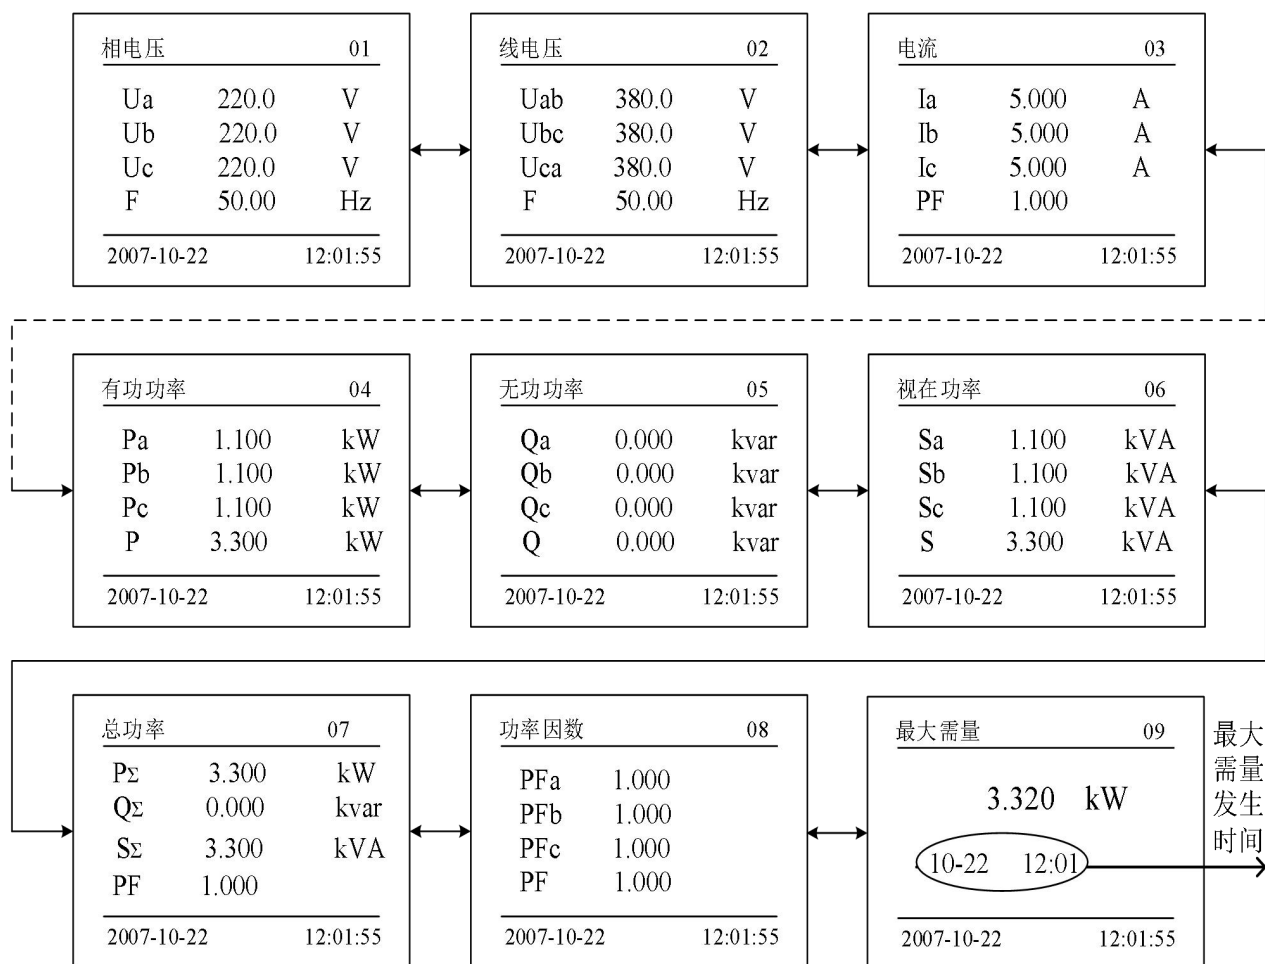 相电压 01
Ua 220.0 V
Ub 220.0 V
Uc 220.0 V
F 50.00 Hz
2007-10-22 12:01:55
线电压 02
Uab 380.0 V
Ubc 380.0 V
Uca 380.0 V
F 50.00 Hz
2007-10-22 12:01:55
电流 03
Ia 5.000 A
Ib 5.000 A
Ic 5.000 A
PF 1.000
2007-10-22 12:01:55
有功功率 04
Pa 1.100 kW
Pb 1.100 kW
Pc 1.100 kW
P 3.300 kW
2007-10-22 12:01:55
无功功率 05
Qa 0.000 kvar
Qb 0.000 kvar
Qc 0.000 kvar
Q 0.000 kvar
2007-10-22 12:01:55
视在功率 06
Sa 1.100 kVA
Sb 1.100 kVA
Sc 1.100 kVA
S 3.300 kVA
2007-10-22 12:01:55
总功率 07
PΣ 3.300 kW
QΣ 0.000 kvar
SΣ 3.300 kVA
PF 1.000
2007-10-22 12:01:55
功率因数 08
PFa 1.000
PFb 1.000
PFc 1.000
PF 1.000
2007-10-22 12:01:55
最大需量 09
3.320 kW
10-22 12:01
2007-10-22 12:01:55
最大
需量
发生
时间